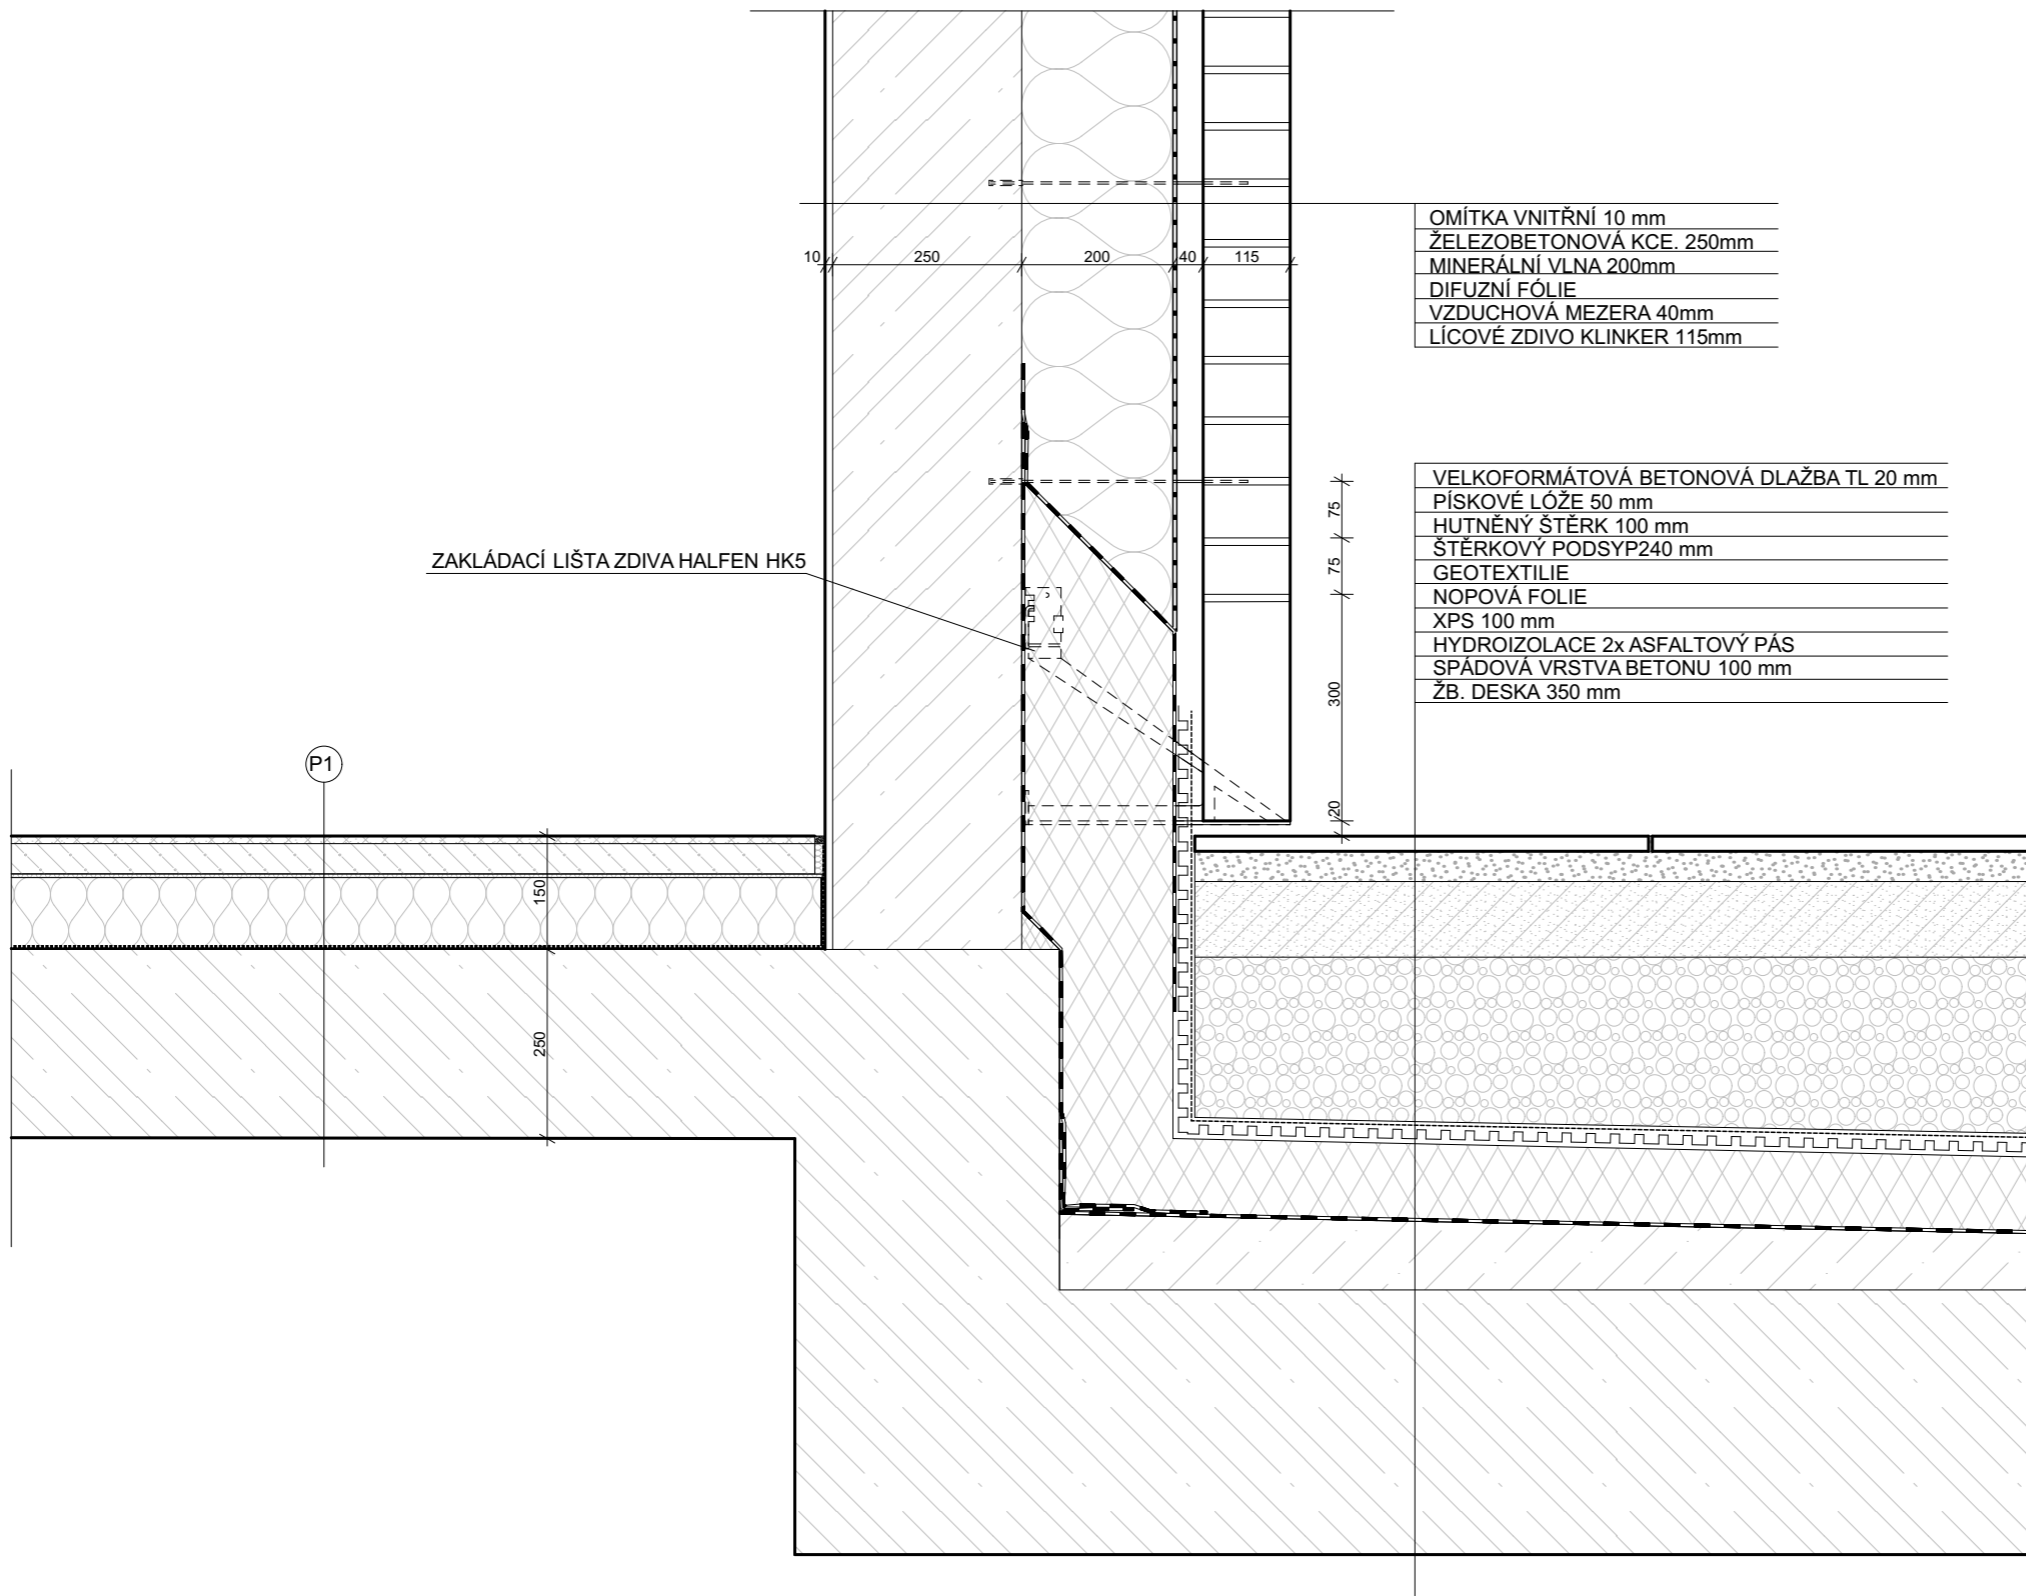 OMÍTKA VNITŘNÍ 10 mm
ŽELEZOBETONOVÁ KCE. 250mm
MINERÁLNÍ VLNA 200mm
DIFUZNÍ FÓLIE
VZDUCHOVÁ MEZERA 40mm
LÍCOVÉ ZDIVO KLINKER 115mm
10 250 200 40 115
VELKOFORMÁTOVÁ BETONOVÁ DLAŽBA TL 20 mm
PÍSKOVÉ LÓŽE 50 mm
HUTNĚNÝ ŠTĚRK 100 mm
ŠTĚRKOVÝ PODSYP240 mm
GEOTEXTILIE
NOPOVÁ FOLIE
XPS 100 mm
HYDROIZOLACE 2x ASFALTOVÝ PÁS
SPÁDOVÁ VRSTVA BETONU 100 mm
ŽB. DESKA 350 mm
75
75
300
20
ZAKLÁDACÍ LIŠTA ZDIVA HALFEN HK5
P1
150
250